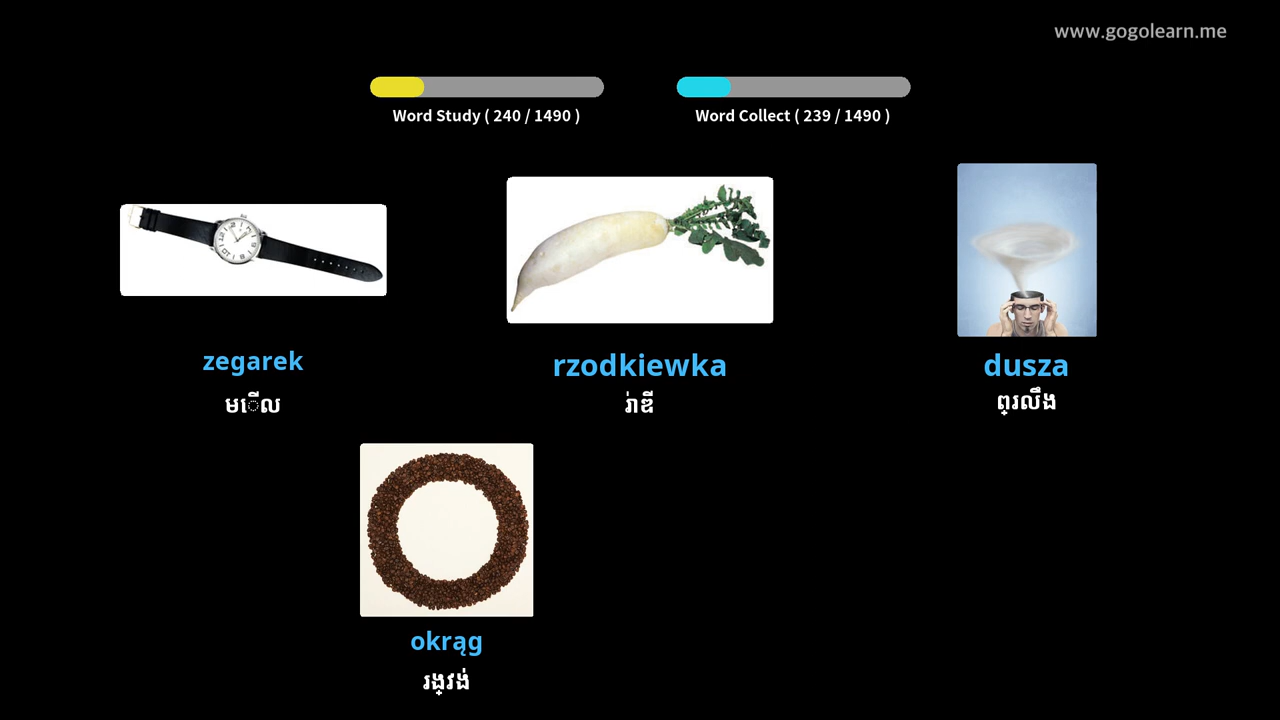 www.gogolearn.me
Word Study ( 240 / 1490 )
Word Collect ( 239 / 1490 )
zegarek
មេីល
rzodkiewka
រ៉ាឌី
dusza
ព្រលឹង
okrąg
រង្វង់